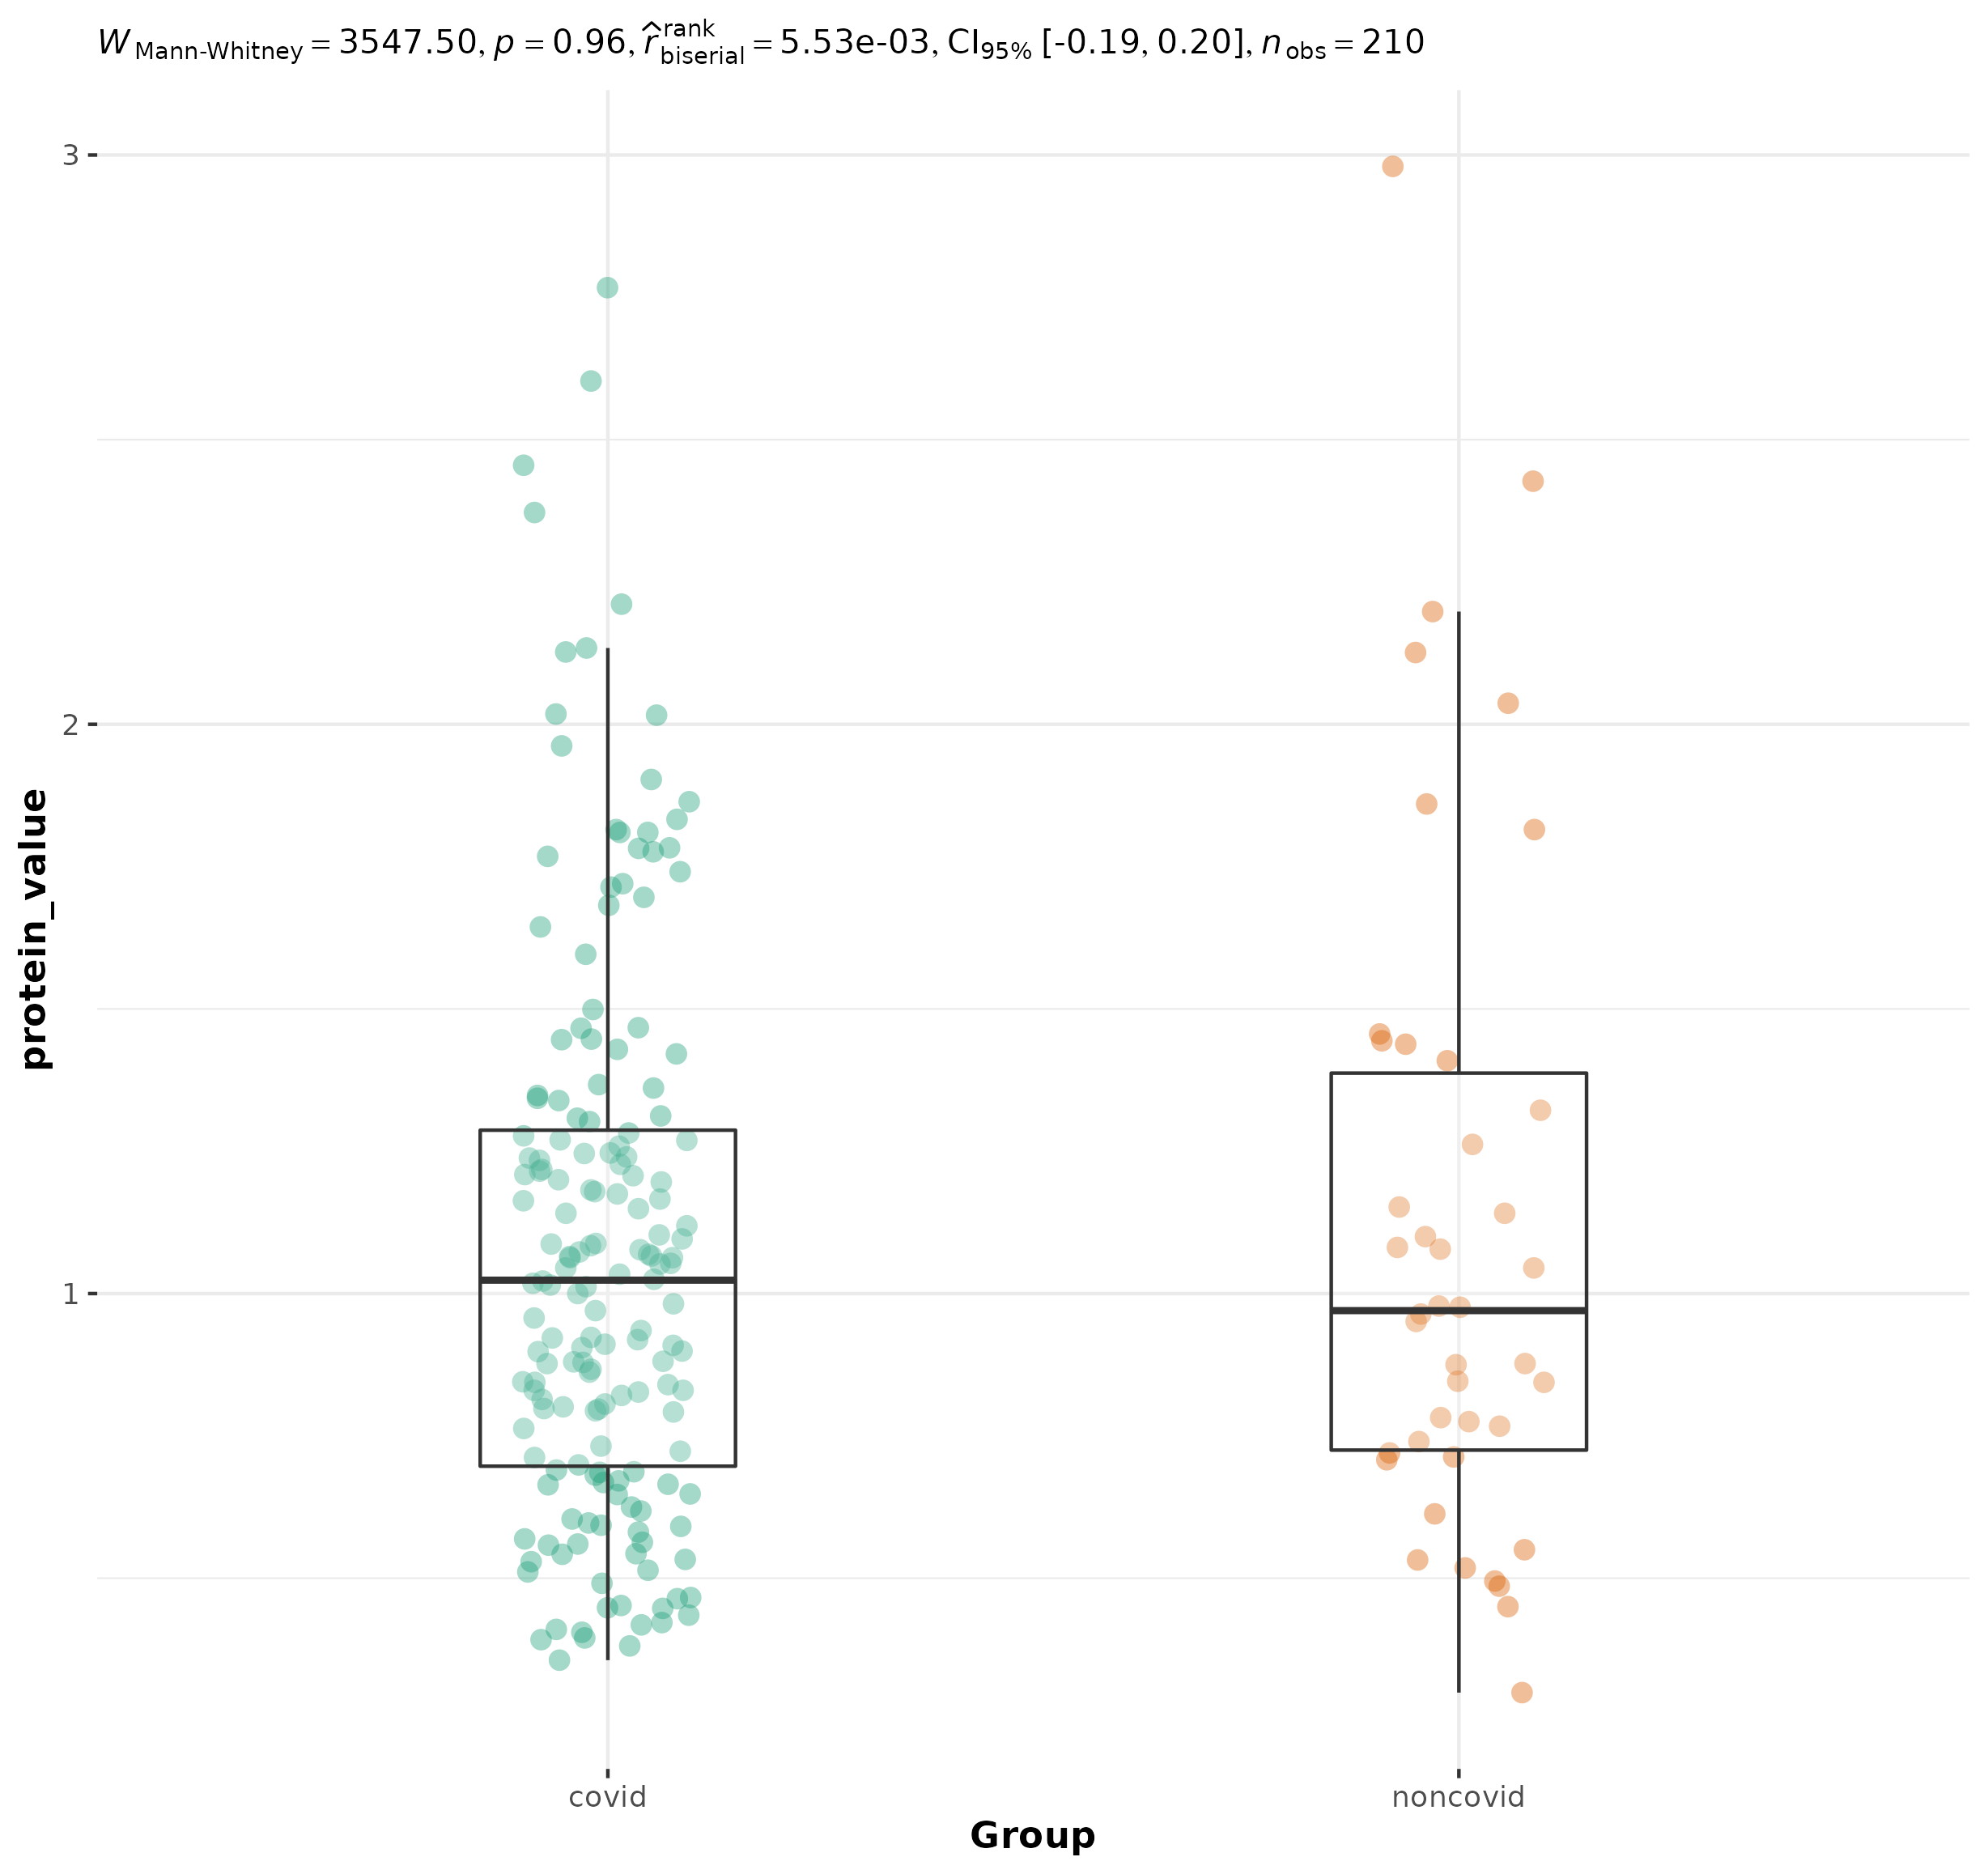 W Mann-Whitney = 3547.50, p = 0.96, r̂ rank biserial = 5.53e-03, CI95% [-0.19, 0.20], nobs = 210
3
2
1
protein_value
covid noncovid
Group